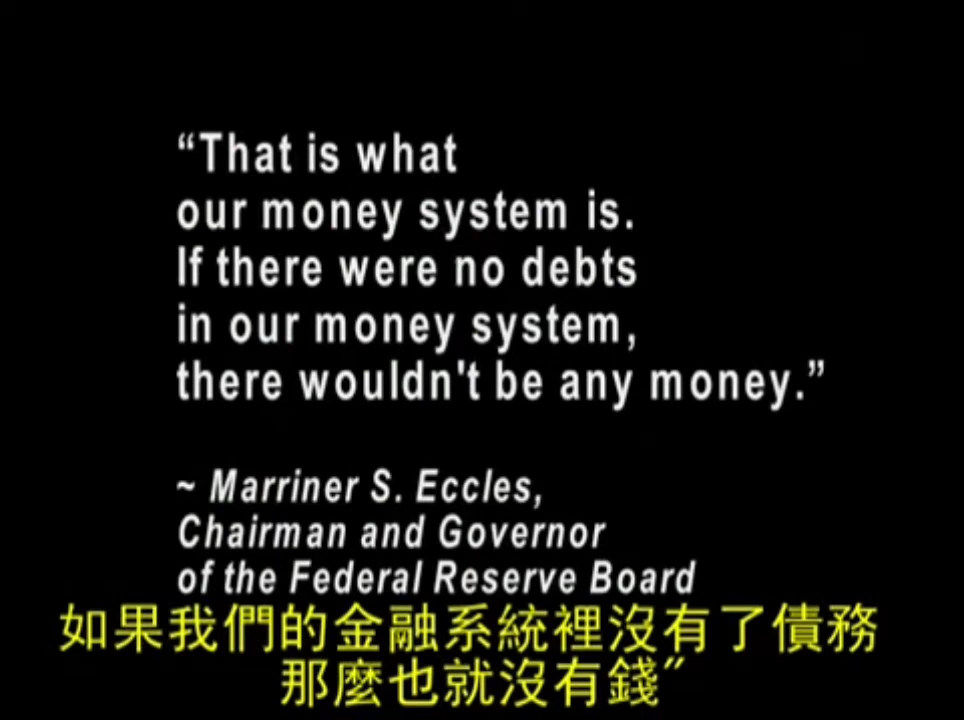 “That is what
our money system is.
If there were no debts
in our money system,
there wouldn't be any money.”
~ Marriner S. Eccles,
Chairman and Governor
of the Federal Reserve Board
如果我們的金融系統裡沒有了債務
那麼也就沒有錢"